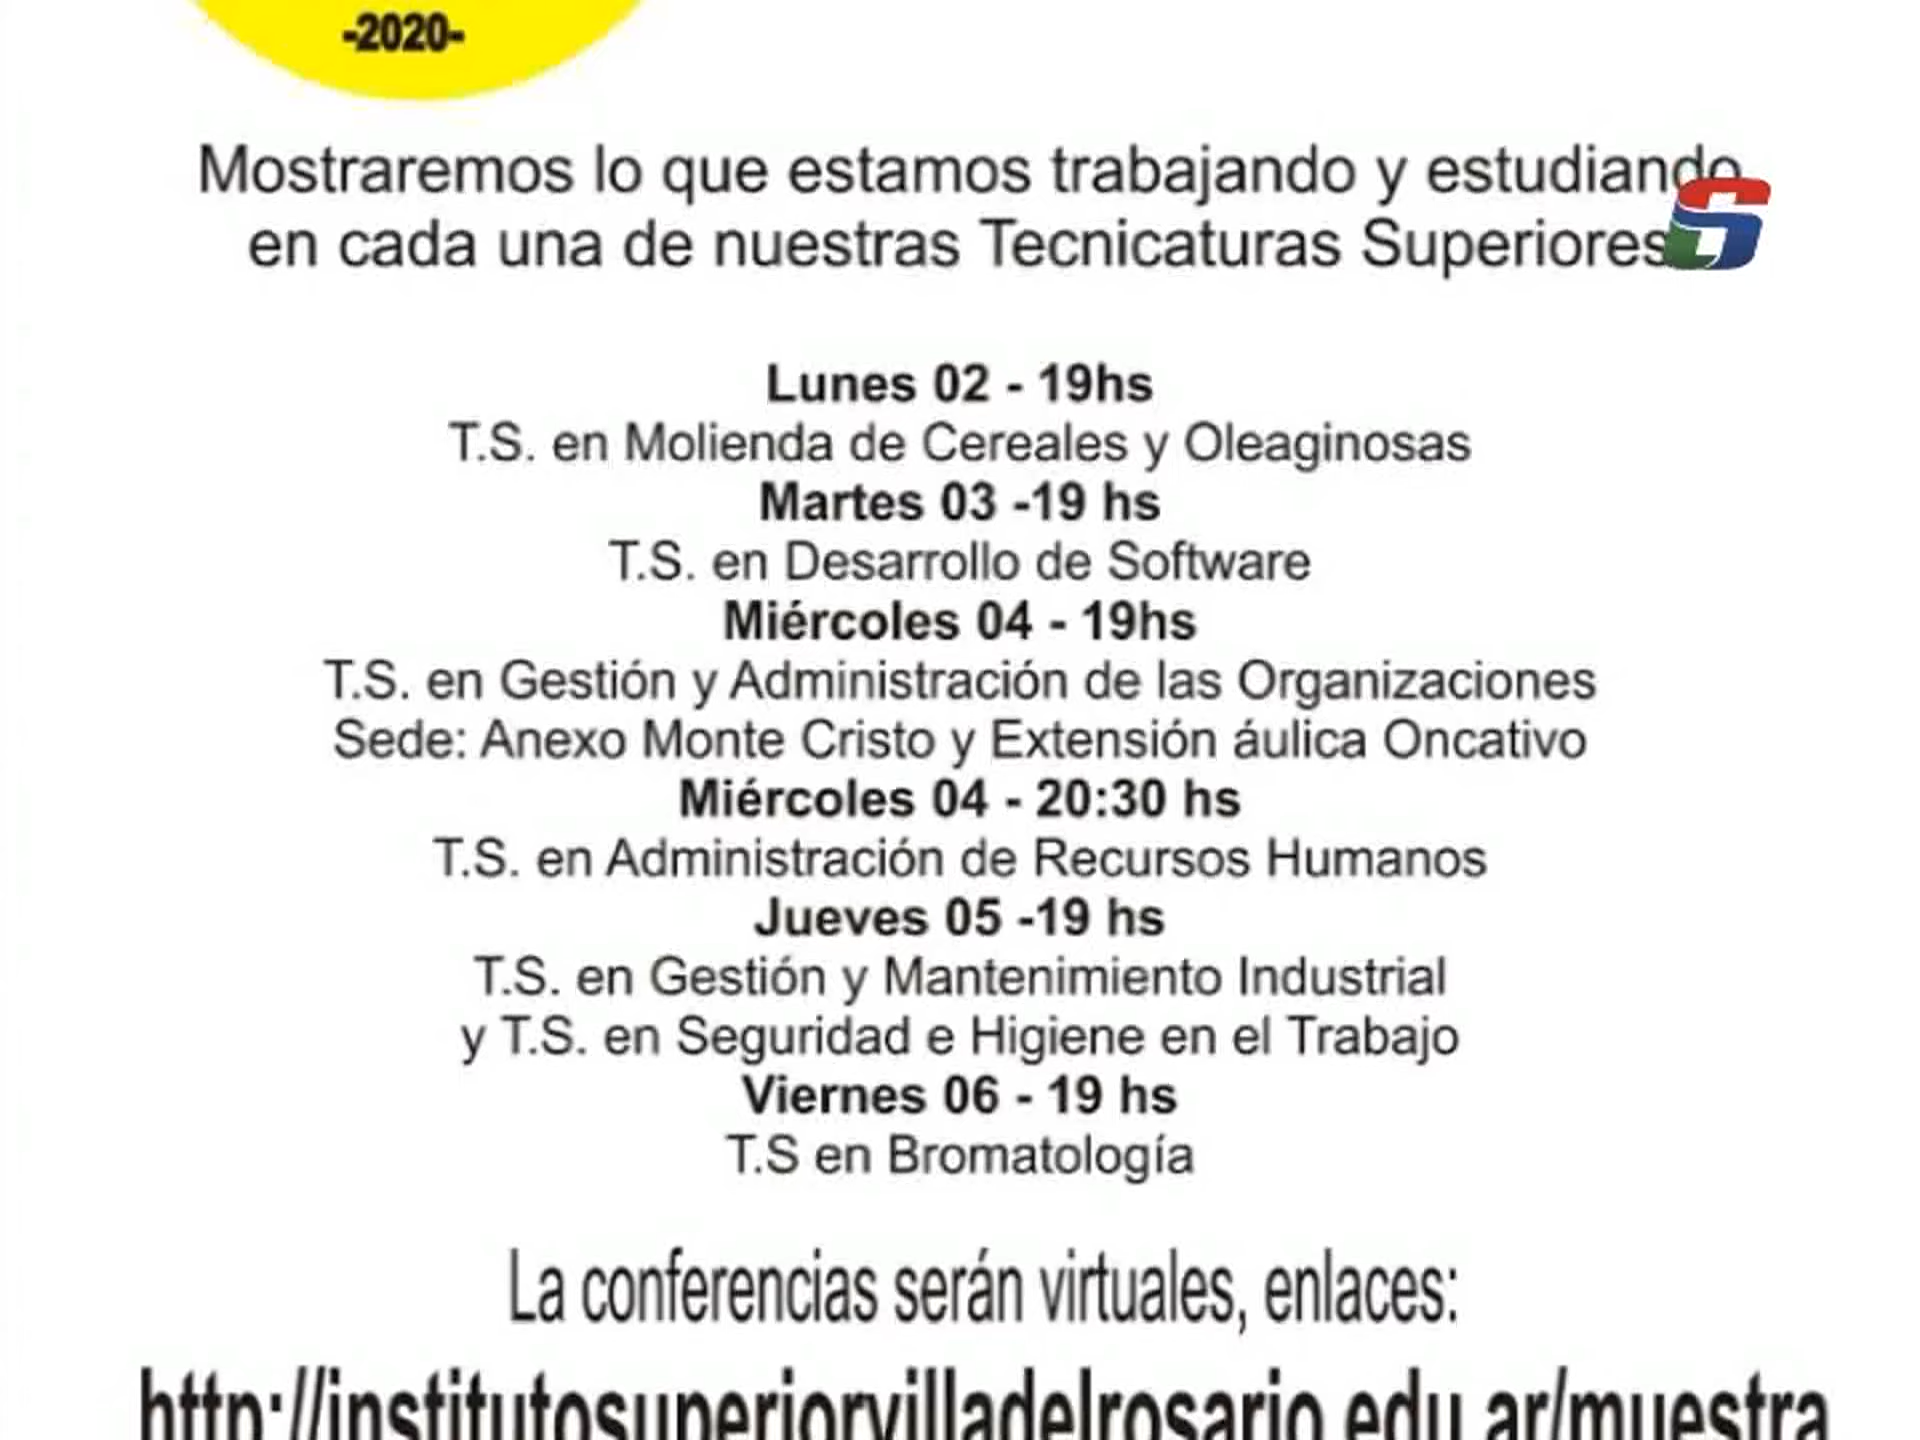 -2020-
Mostraremos lo que estamos trabajando y estudiando
en cada una de nuestras Tecnicaturas Superiores
Lunes 02 - 19hs
T.S. en Molienda de Cereales y Oleaginosas
Martes 03 -19 hs
T.S. en Desarrollo de Software
Miércoles 04 - 19hs
T.S. en Gestión y Administración de las Organizaciones
Sede: Anexo Monte Cristo y Extensión áulica Oncativo
Miércoles 04 - 20:30 hs
T.S. en Administración de Recursos Humanos
Jueves 05 -19 hs
T.S. en Gestión y Mantenimiento Industrial
y T.S. en Seguridad e Higiene en el Trabajo
Viernes 06 - 19 hs
T.S en Bromatología
La conferencias serán virtuales, enlaces:
http://institutosuperiorvilladelrosario.edu.ar/muestra